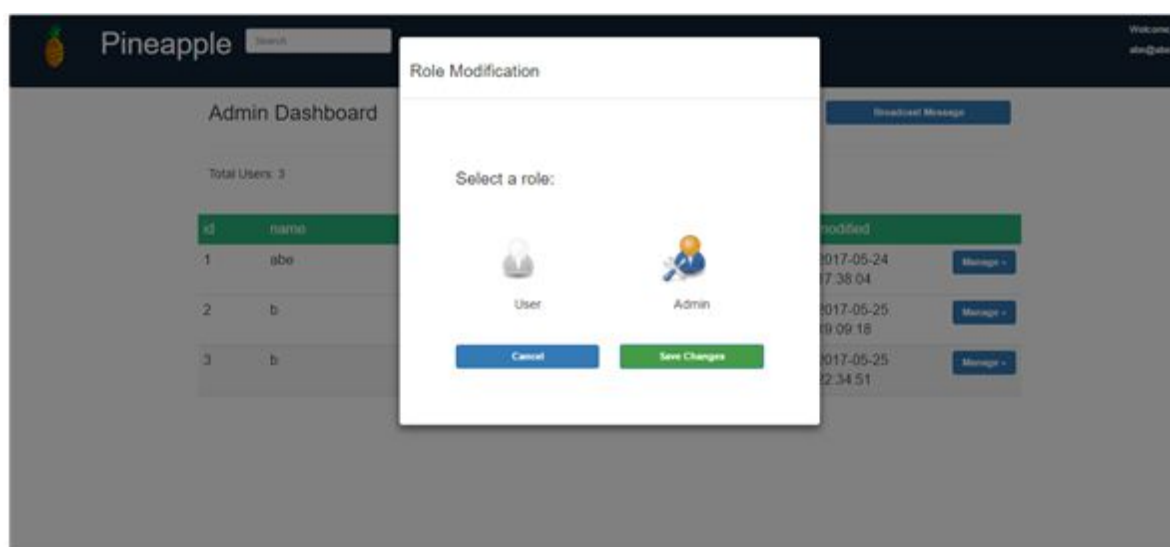 Pineapple
Search
Welcome
Role Modification
Admin Dashboard
Broadcast Message
Total Users: 3
Select a role:
id name modified
1 abe 2017-05-24
17:38:04
Manage
2 b 2017-05-25
19:09:18
Manage
3 b 2017-05-25
22:34:51
Manage
User Admin
Cancel Save Changes